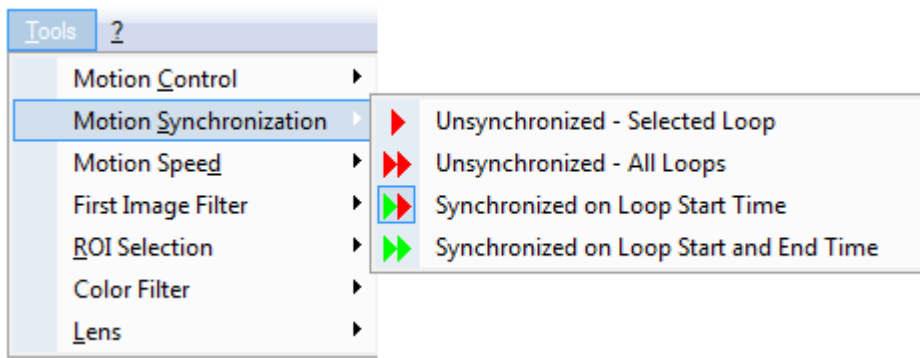 Tools ?
Motion Control
Motion Synchronization
Motion Speed
First Image Filter
ROI Selection
Color Filter
Lens
Unsynchronized - Selected Loop
Unsynchronized - All Loops
Synchronized on Loop Start Time
Synchronized on Loop Start and End Time